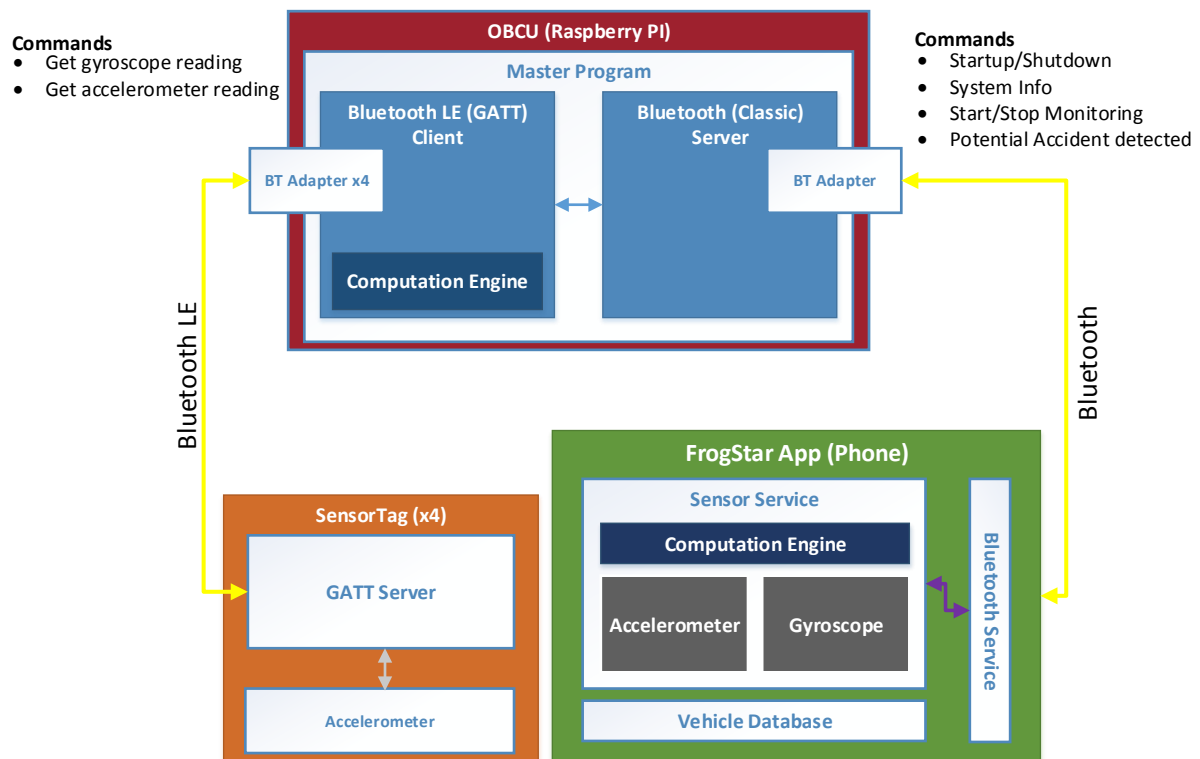 OBCU (Raspberry PI)
Commands
• Get gyroscope reading
• Get accelerometer reading
Commands
• Startup/Shutdown
• System Info
• Start/Stop Monitoring
• Potential Accident detected
Master Program
Bluetooth LE (GATT)
Client
Bluetooth (Classic)
Server
BT Adapter x4
BT Adapter
Computation Engine
Bluetooth LE
Bluetooth
SensorTag (x4)
GATT Server
Accelerometer
FrogStar App (Phone)
Sensor Service
Computation Engine
Accelerometer
Gyroscope
Vehicle Database
Bluetooth Service